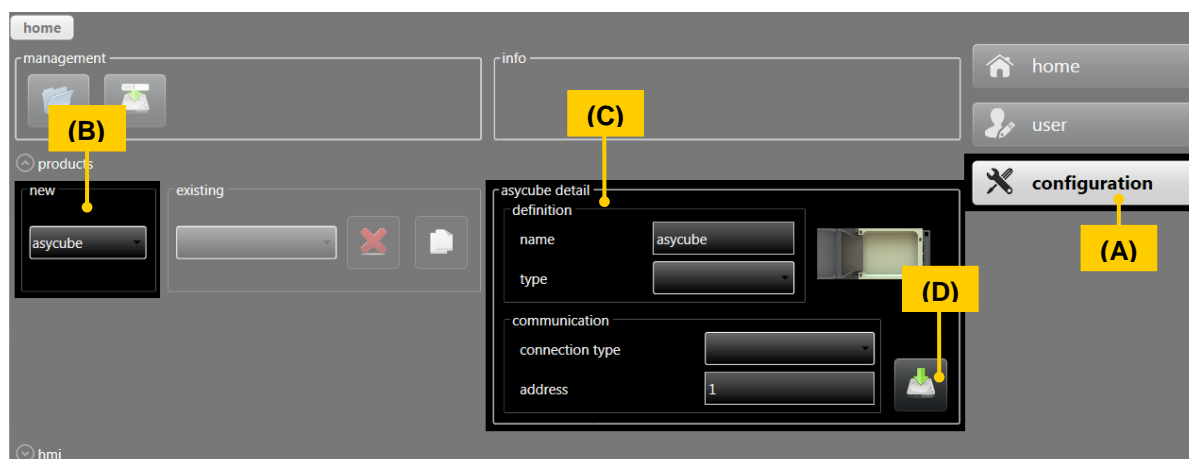 home
management
info
home
(C)
(B)
user
products
new
existing
asycube detail
configuration
definition
asycube
name
asycube
(A)
type
(D)
communication
connection type
address
1
hmi